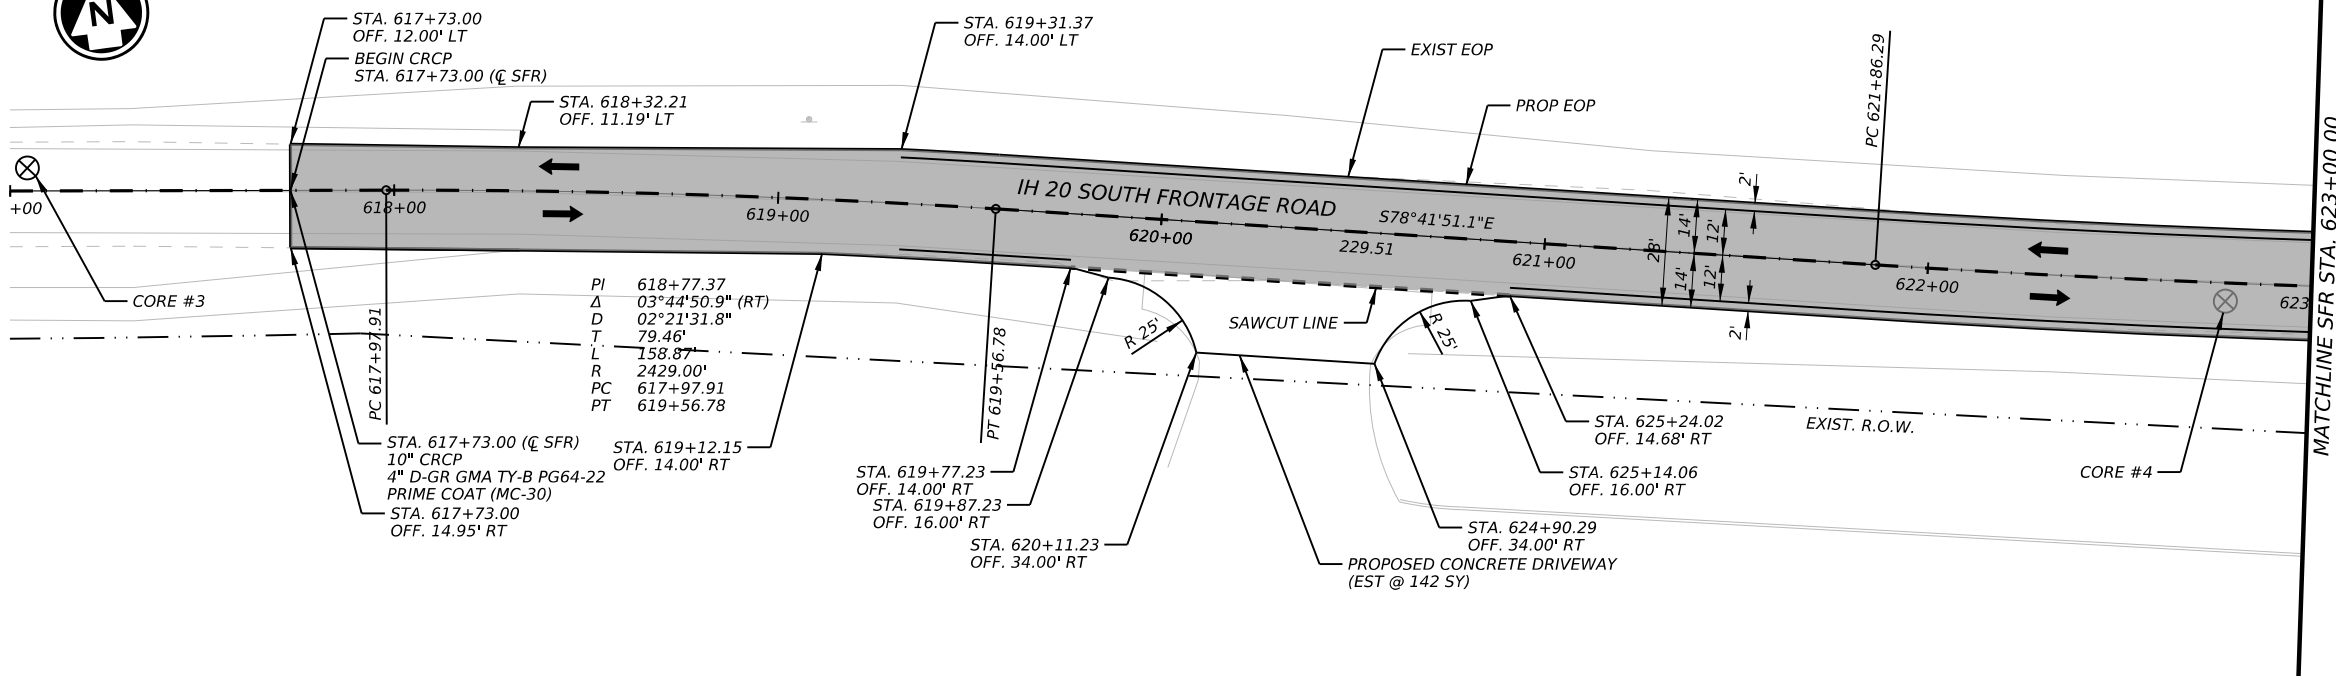 N
STA. 617+73.00
OFF. 12.00' LT
BEGIN CRCP
STA. 617+73.00 (℄ SFR)
STA. 618+32.21
OFF. 11.19' LT
STA. 619+31.37
OFF. 14.00' LT
EXIST EOP
PROP EOP
PC 621+86.29
+00
618+00
619+00
IH 20 SOUTH FRONTAGE ROAD
620+00
S78°41'51.1"E
229.51
621+00
28'
14'
12'
2'
14'
12'
2'
622+00
623
MATCHLINE SFR STA. 623+00.00
CORE #3
PC 617+97.91
PI 618+77.37
Δ 03°44'50.9" (RT)
D 02°21'31.8"
T 79.46'
L 158.87'
R 2429.00'
PC 617+97.91
PT 619+56.78
PT 619+56.78
R 25'
SAWCUT LINE
R 25'
STA. 617+73.00 (℄ SFR)
10" CRCP
4" D-GR GMA TY-B PG64-22
PRIME COAT (MC-30)
STA. 617+73.00
OFF. 14.95' RT
STA. 619+12.15
OFF. 14.00' RT
STA. 619+77.23
OFF. 14.00' RT
STA. 619+87.23
OFF. 16.00' RT
STA. 620+11.23
OFF. 34.00' RT
STA. 625+24.02
OFF. 14.68' RT
STA. 625+14.06
OFF. 16.00' RT
STA. 624+90.29
OFF. 34.00' RT
PROPOSED CONCRETE DRIVEWAY
(EST @ 142 SY)
EXIST. R.O.W.
CORE #4